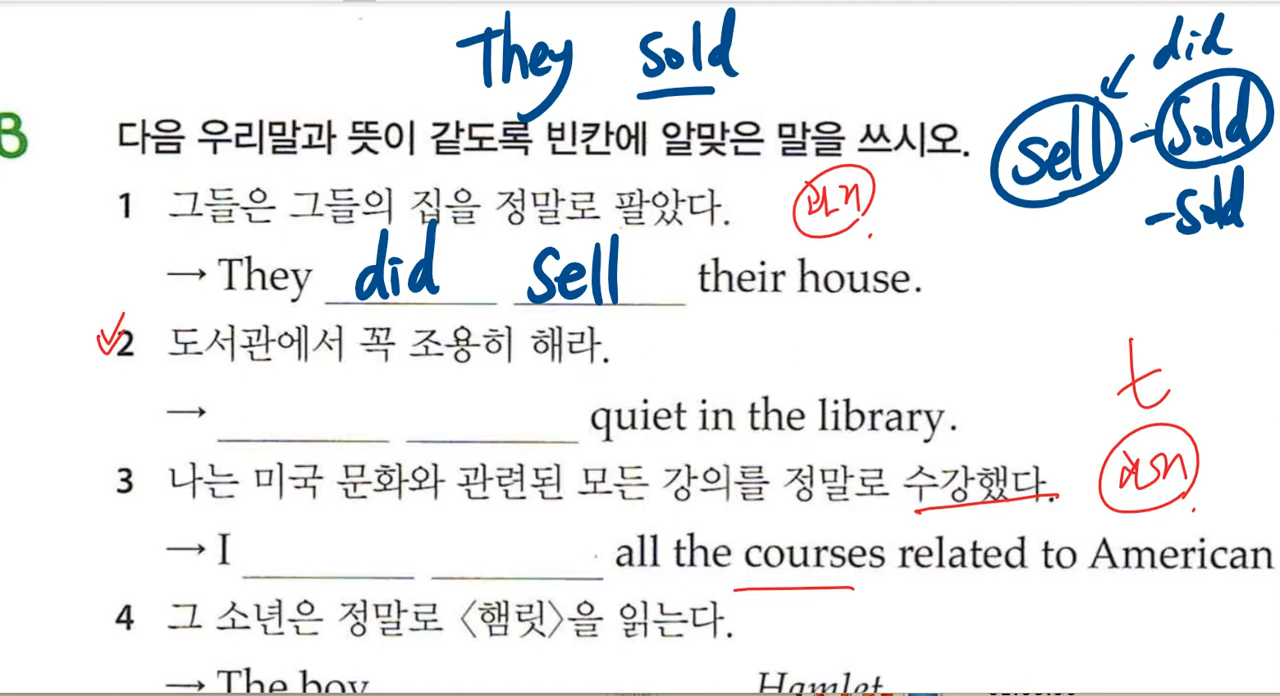 They sold
did
sell - sold
- sold
B 다음 우리말과 뜻이 같도록 빈칸에 알맞은 말을 쓰시오.
1 그들은 그들의 집을 정말로 팔았다. 과거
→ They did sell their house.
2 도서관에서 꼭 조용히 해라.
→ quiet in the library.
3 나는 미국 문화와 관련된 모든 강의를 정말로 수강했다.
→ I all the courses related to American
4 그 소년은 정말로 〈햄릿〉을 읽는다.
→ The boy Hamlet